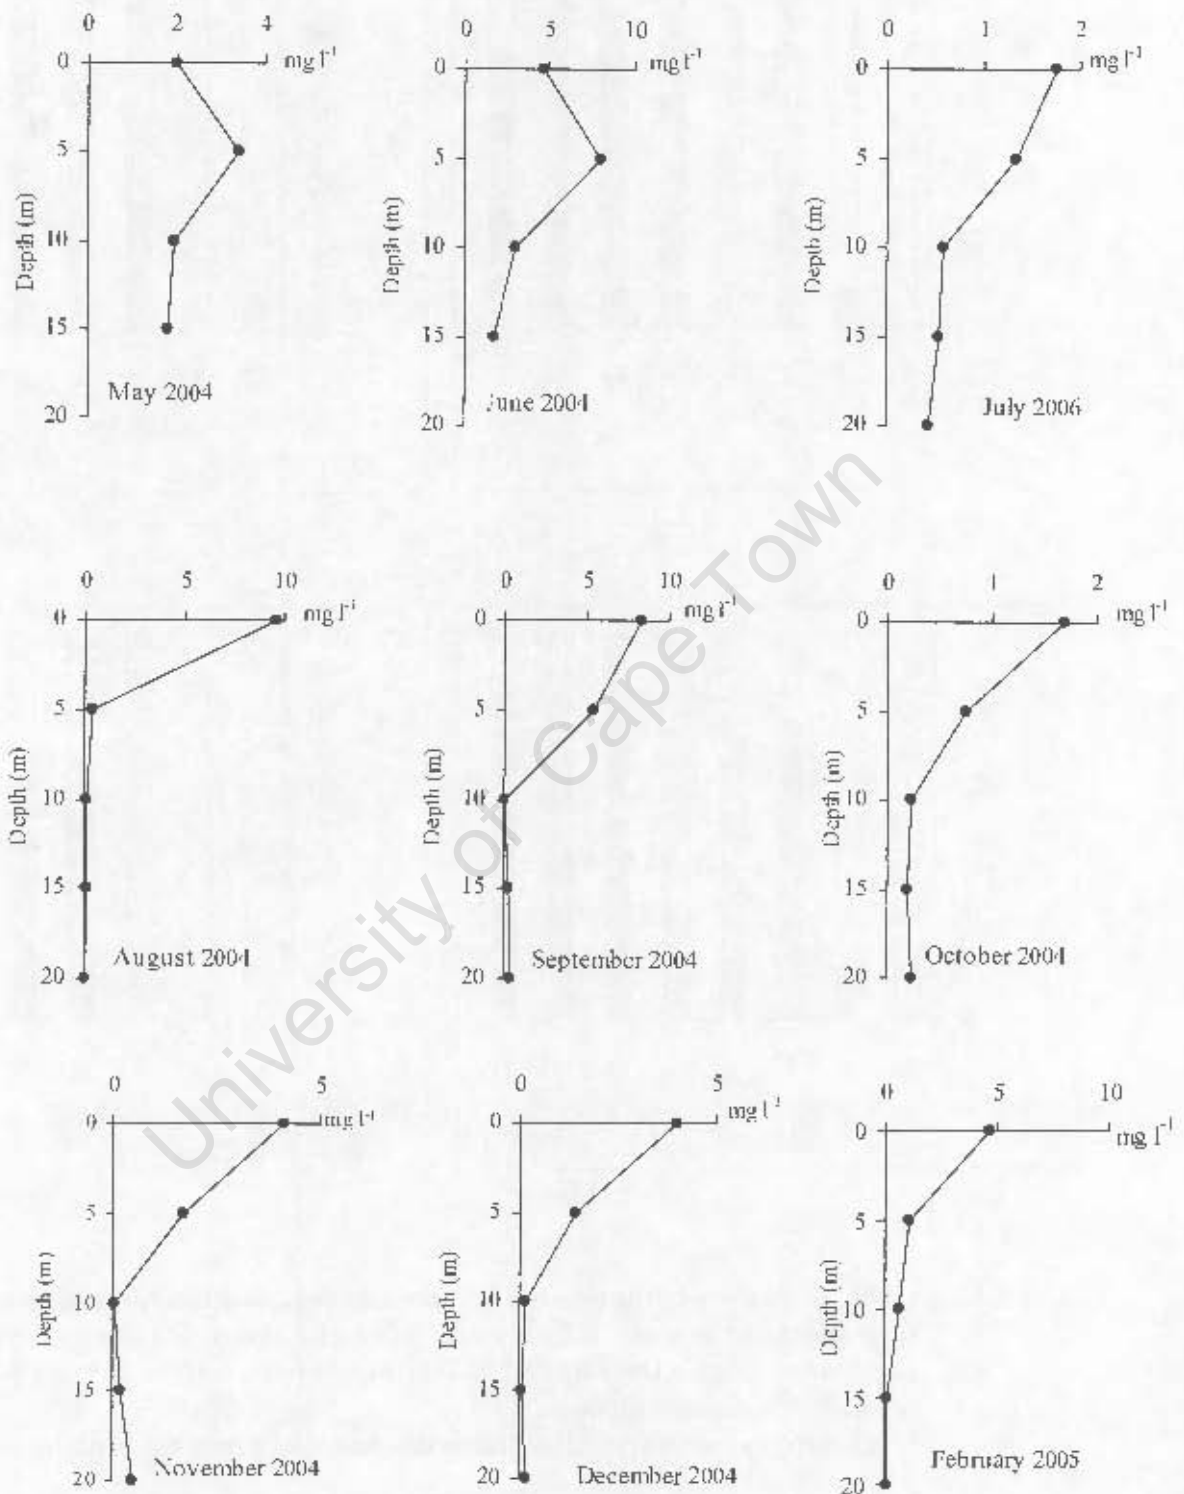 0 2 4 mg l⁻¹
0
5
10
15
20
Depth (m)
May 2004
0 5 10 mg l⁻¹
0
5
10
15
20
Depth (m)
June 2004
0 1 2 mg l⁻¹
0
5
10
15
20
Depth (m)
July 2006
0 5 10 mg l⁻¹
0
5
10
15
20
Depth (m)
August 2004
0 5 10 mg l⁻¹
0
5
10
15
20
Depth (m)
September 2004
0 1 2 mg l⁻¹
0
5
10
15
20
Depth (m)
October 2004
0 5 mg l⁻¹
0
5
10
15
20
Depth (m)
November 2004
0 5 mg l⁻¹
0
5
10
15
20
Depth (m)
December 2004
0 5 10 mg l⁻¹
0
5
10
15
20
Depth (m)
February 2005
University of Cape Town